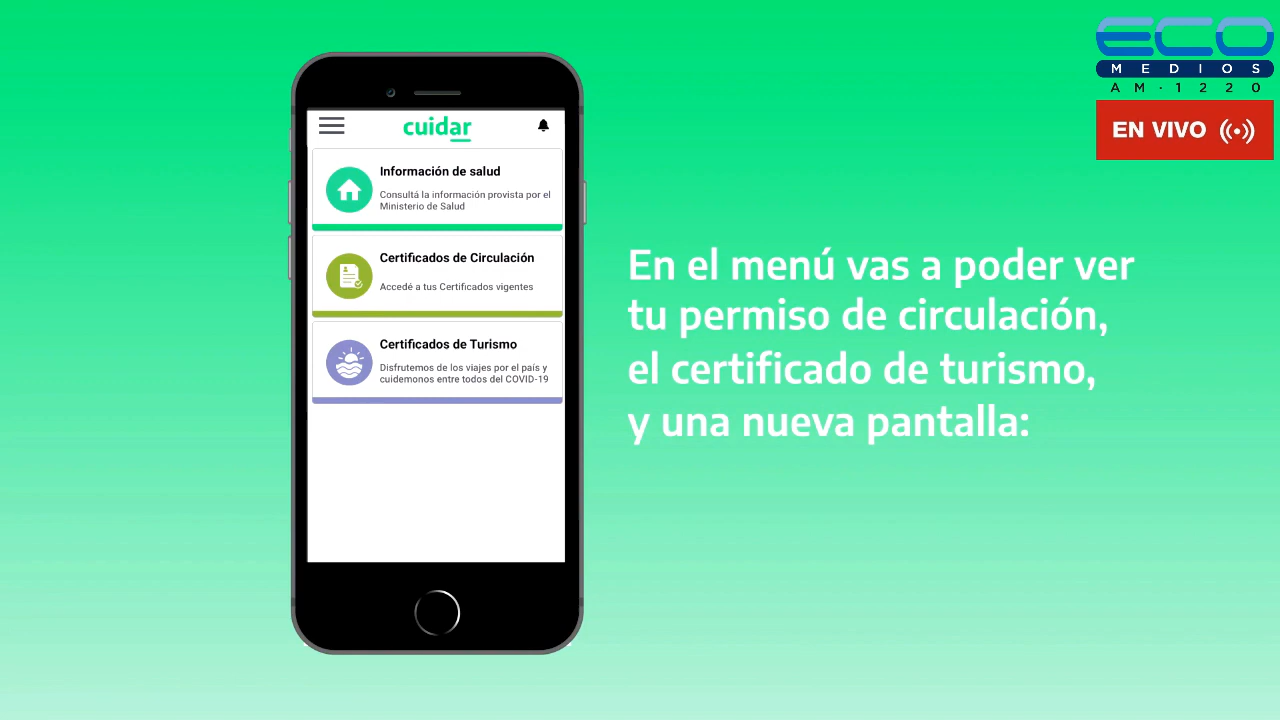 ECO
MEDIOS
AM·1220
EN VIVO
cuidar
Información de salud
Consultá la información provista por el
Ministerio de Salud
Certificados de Circulación
Accedé a tus Certificados vigentes
Certificados de Turismo
Disfrutemos de los viajes por el país y
cuidemonos entre todos del COVID-19
En el menú vas a poder ver
tu permiso de circulación,
el certificado de turismo,
y una nueva pantalla: